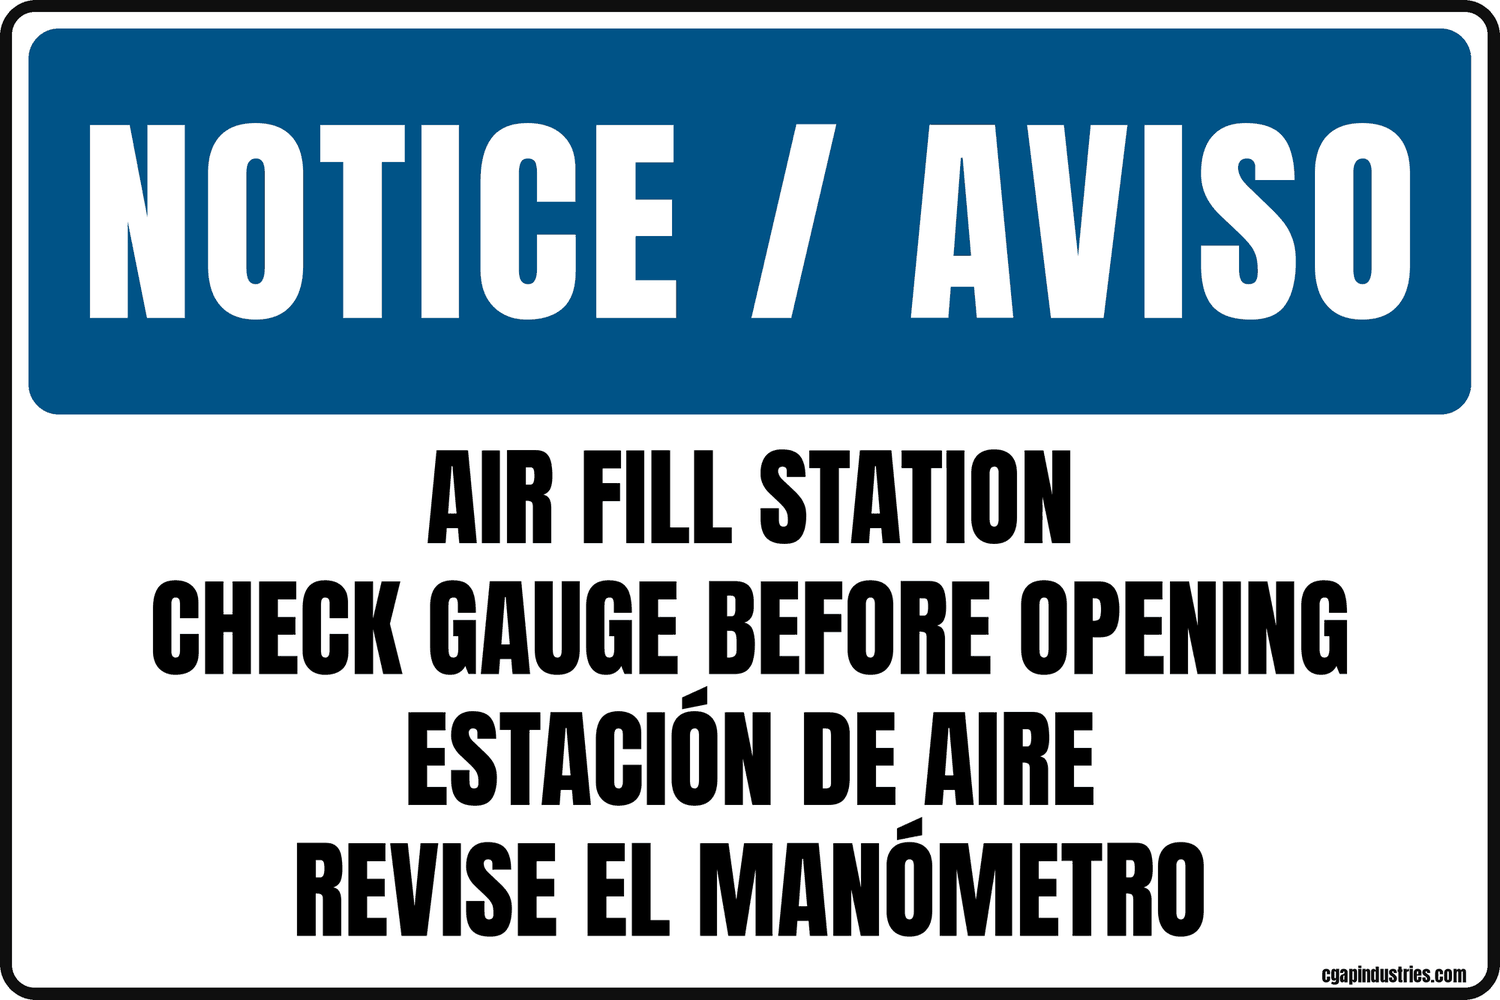 NOTICE / AVISO
AIR FILL STATION
CHECK GAUGE BEFORE OPENING
ESTACIÓN DE AIRE
REVISE EL MANÓMETRO
cgapindustries.com